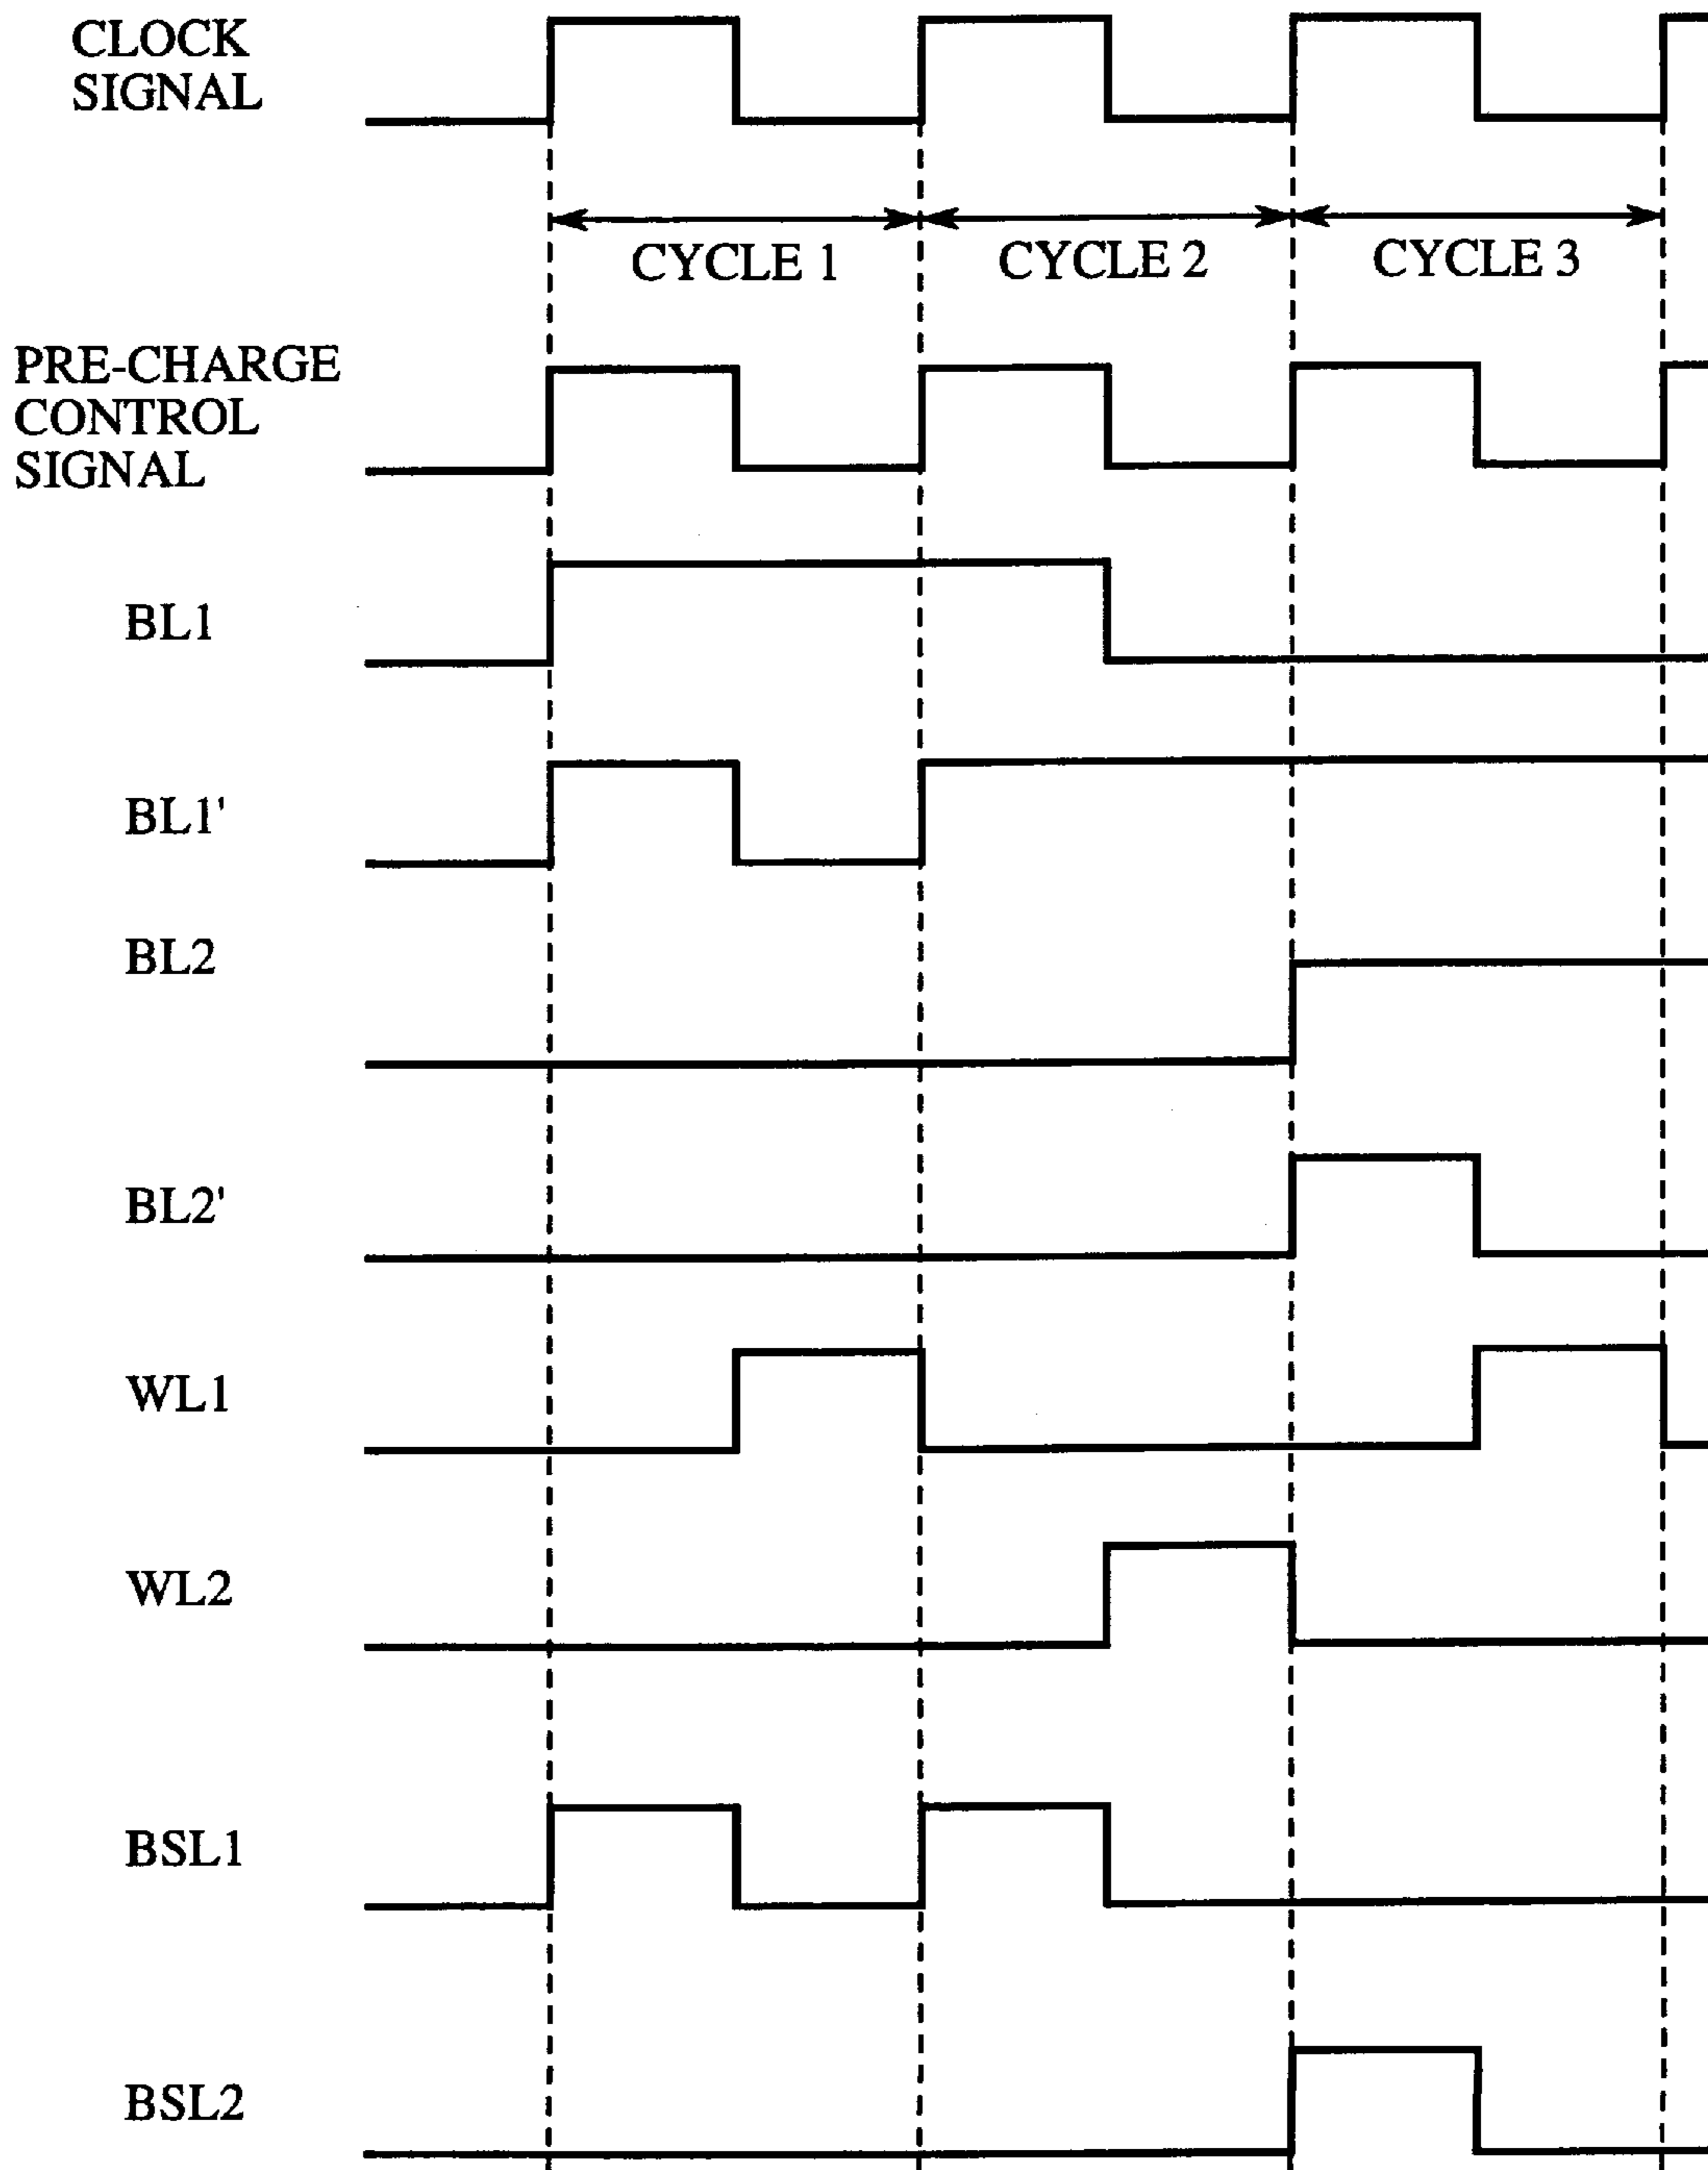 CLOCK
SIGNAL
CYCLE 1
CYCLE 2
CYCLE 3
PRE-CHARGE
CONTROL
SIGNAL
BL1
BL1'
BL2
BL2'
WL1
WL2
BSL1
BSL2